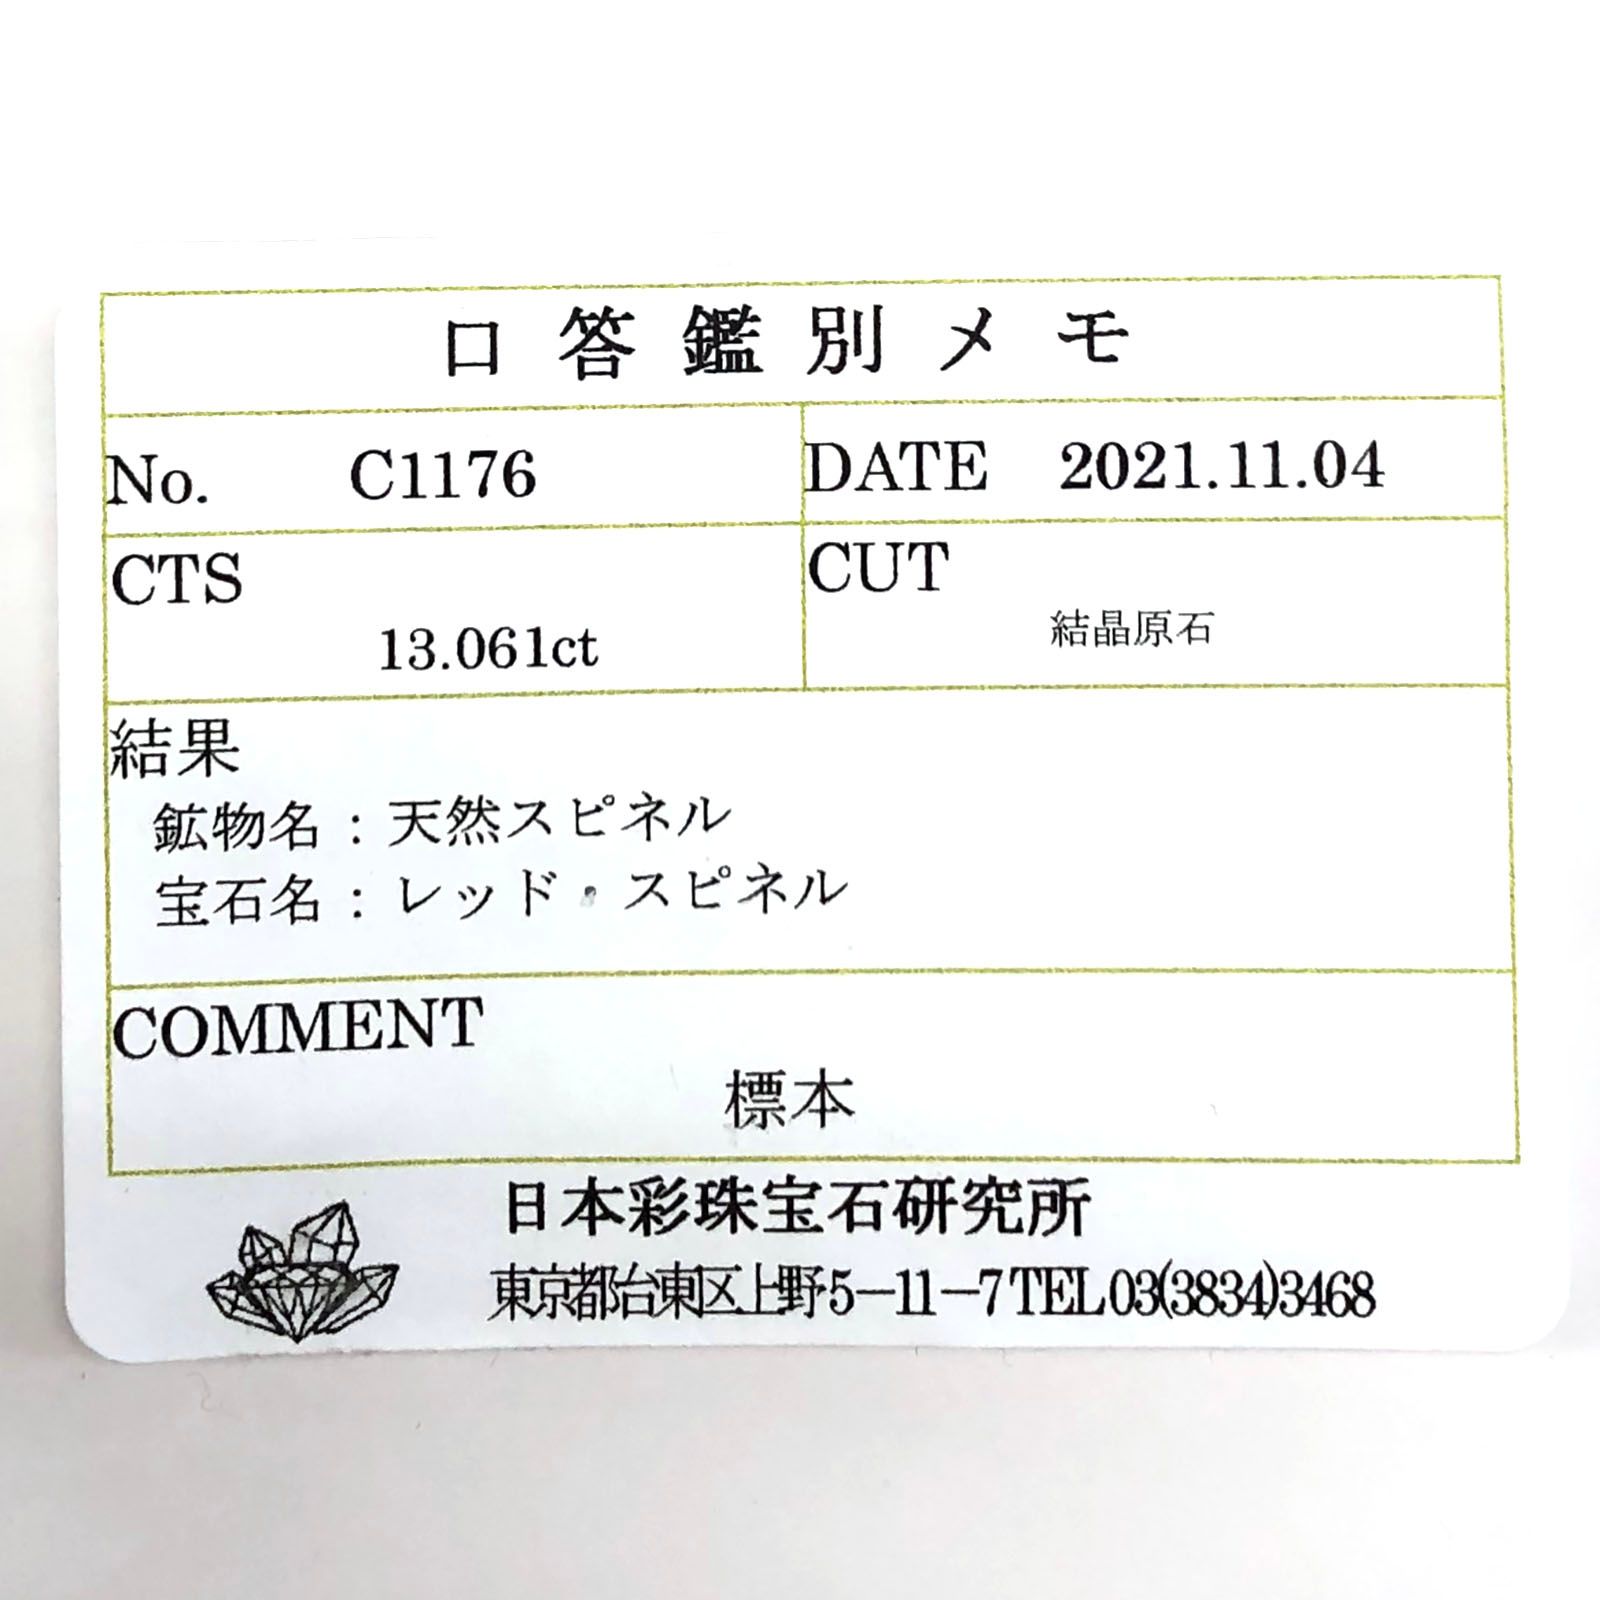 口答鑑別メモ
No. C1176
DATE 2021.11.04
CTS
13.061ct
CUT
結晶原石
結果
鉱物名：天然スピネル
宝石名：レッド・スピネル
COMMENT
標本
日本彩珠宝石研究所
東京都台東区上野5－11－7 TEL 03(3834)3468